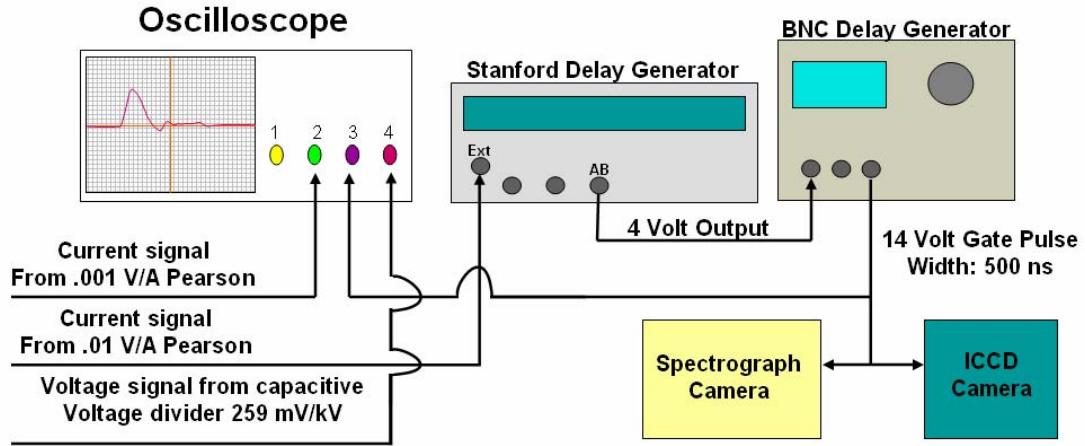 Oscilloscope
BNC Delay Generator
Stanford Delay Generator
1 2 3 4
Ext
AB
4 Volt Output
14 Volt Gate Pulse
Width: 500 ns
Current signal
From .001 V/A Pearson
Current signal
From .01 V/A Pearson
Voltage signal from capacitive
Voltage divider 259 mV/kV
Spectrograph
Camera
ICCD
Camera